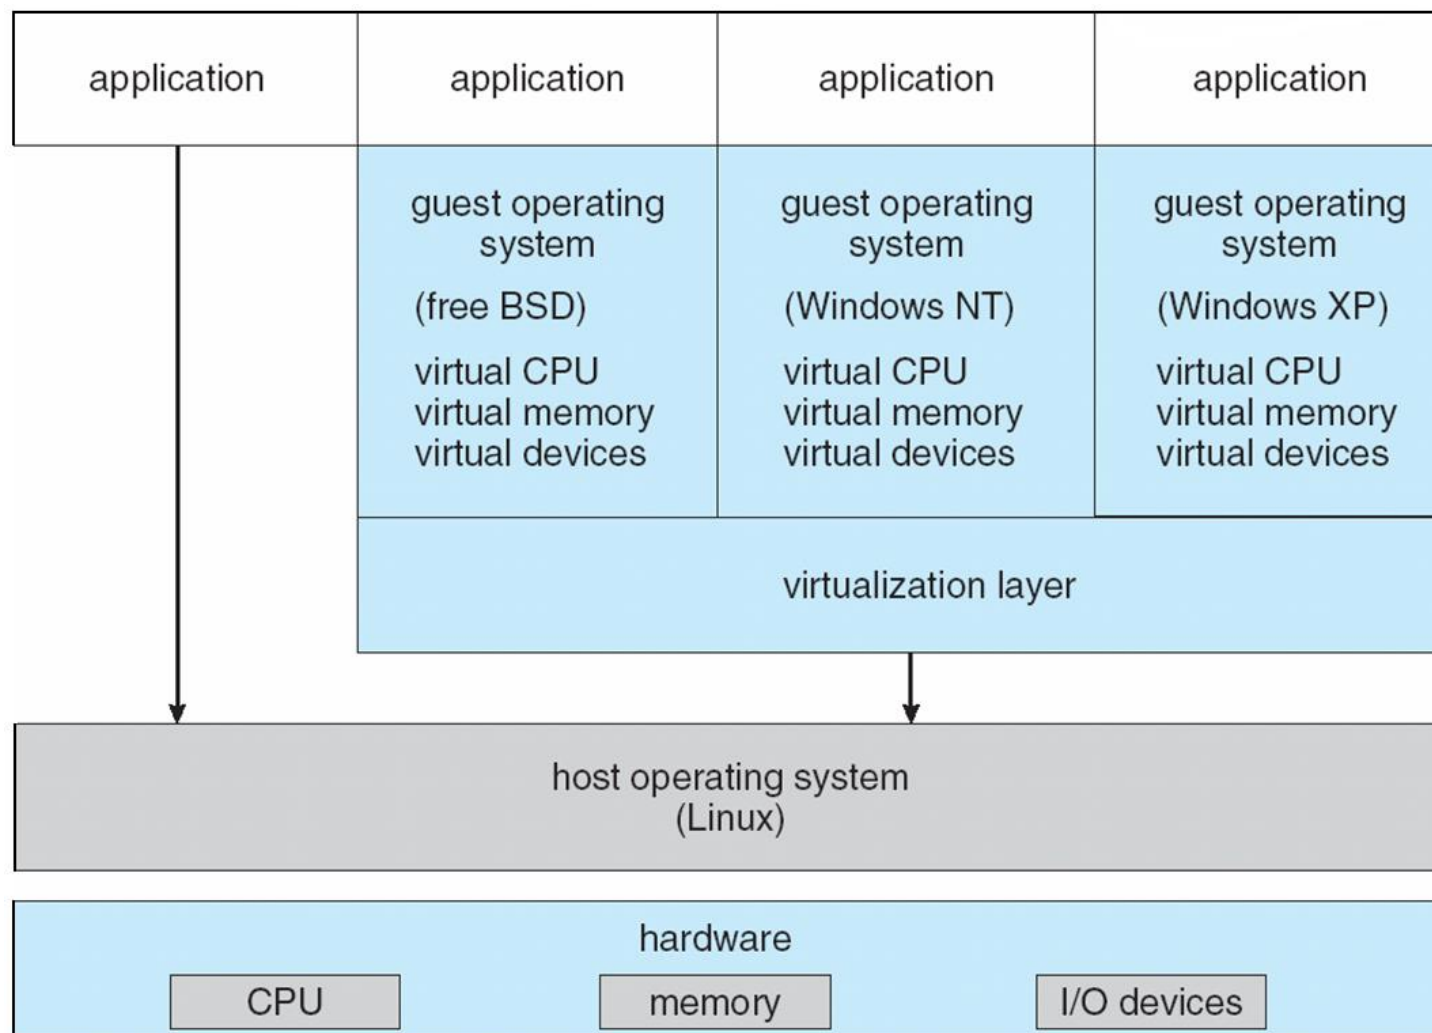 application
application
application
application
guest operating
system
(free BSD)
virtual CPU
virtual memory
virtual devices
guest operating
system
(Windows NT)
virtual CPU
virtual memory
virtual devices
guest operating
system
(Windows XP)
virtual CPU
virtual memory
virtual devices
virtualization layer
host operating system
(Linux)
hardware
CPU
memory
I/O devices